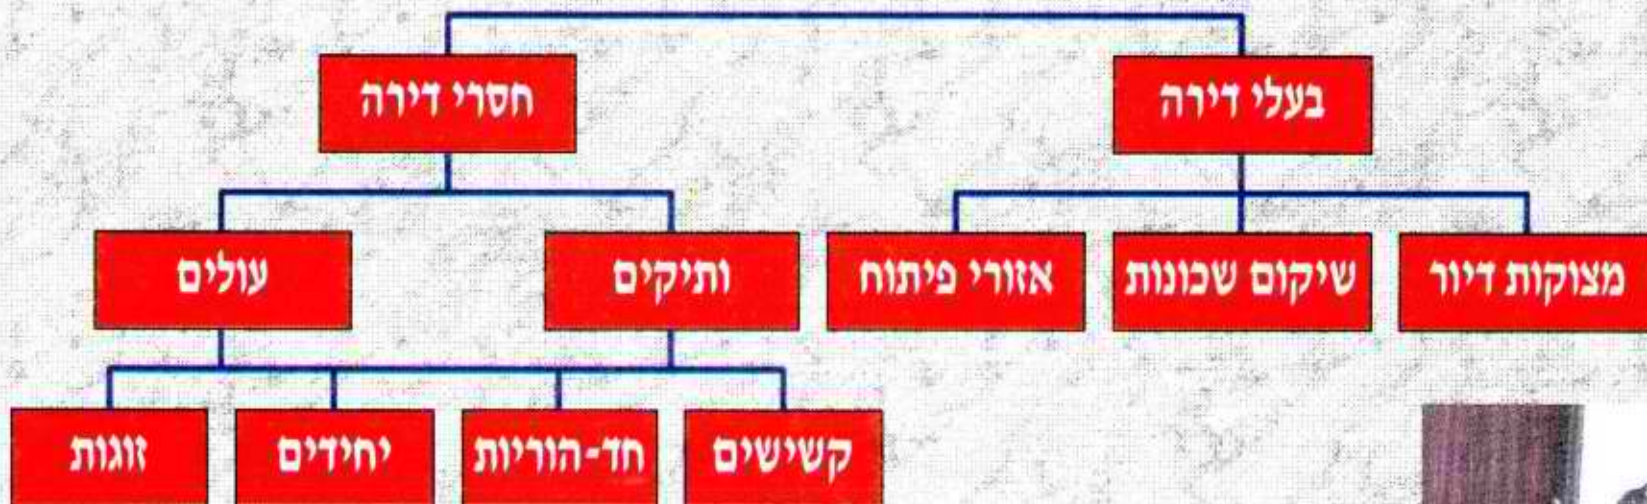 בעלי דירה
חסרי דירה
מצוקות דיור
שיקום שכונות
אזורי פיתוח
ותיקים
עולים
קשישים
חד-הוריות
יחידים
זוגות